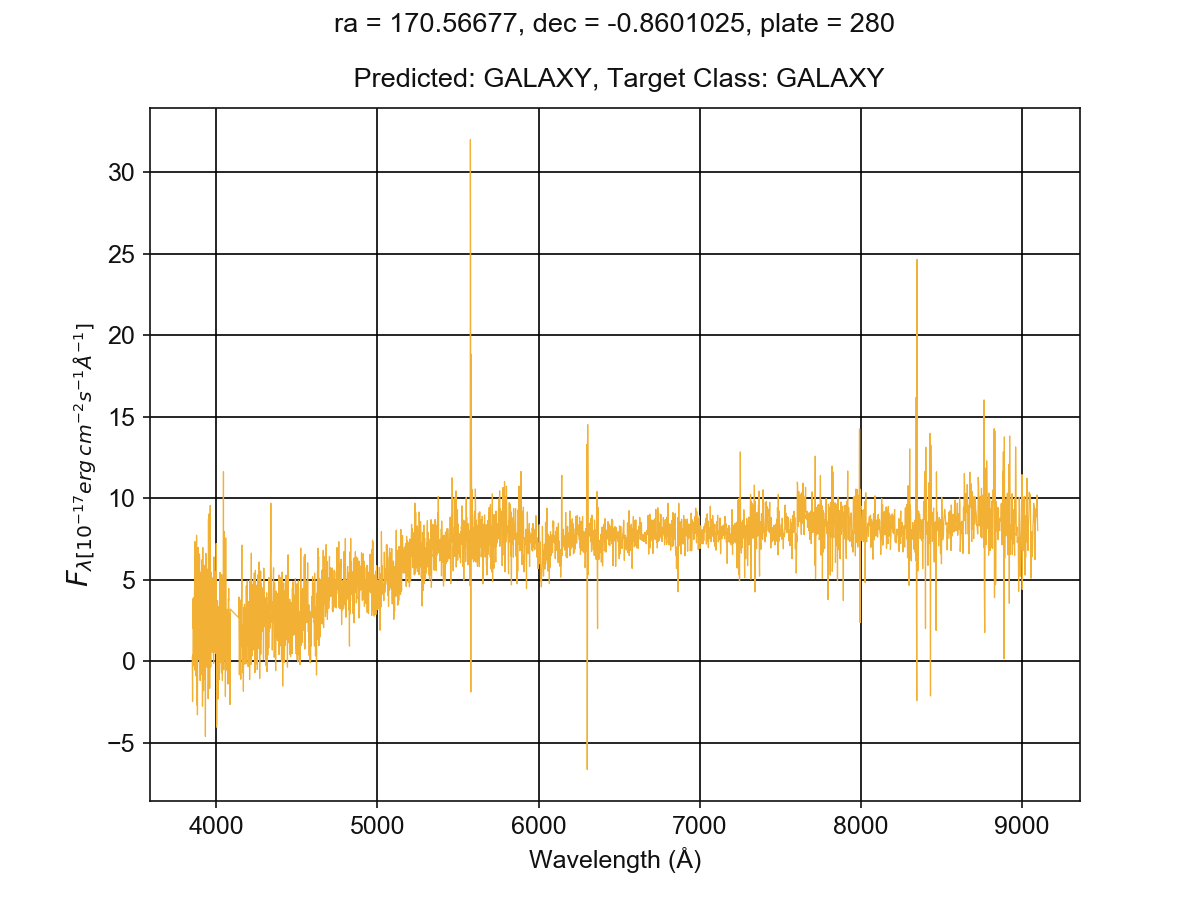 ra = 170.56677, dec = -0.8601025, plate = 280
Predicted: GALAXY, Target Class: GALAXY
30
25
20
15
10
5
0
−5
F_λ[10⁻¹⁷erg cm⁻²s⁻¹Å⁻¹]
4000 5000 6000 7000 8000 9000
Wavelength (Å)